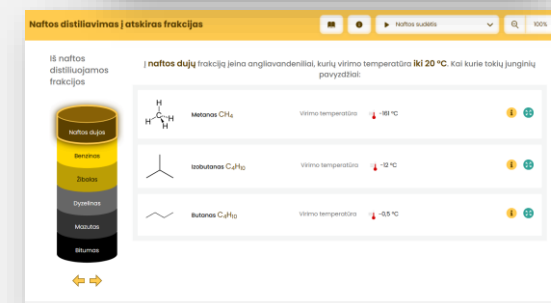 Naftos distiliavimas į atskiras frakcijas
Naftos sudėtis
100%
Iš naftos
distiliuojamos
frakcijos
Į naftos dujų frakciją įeina angliavandeniliai, kurių virimo temperatūra iki 20 °C. Kai kurie tokių junginių
pavyzdžiai:
Naftos dujos
Benzinas
Žibalas
Dyzelinas
Mazutas
Bitumas
H
H C H
H
Metanas CH₄
Virimo temperatūra
-161 °C
Izobutanas C₄H₁₀
Virimo temperatūra
-12 °C
Butanas C₄H₁₀
Virimo temperatūra
-0,5 °C